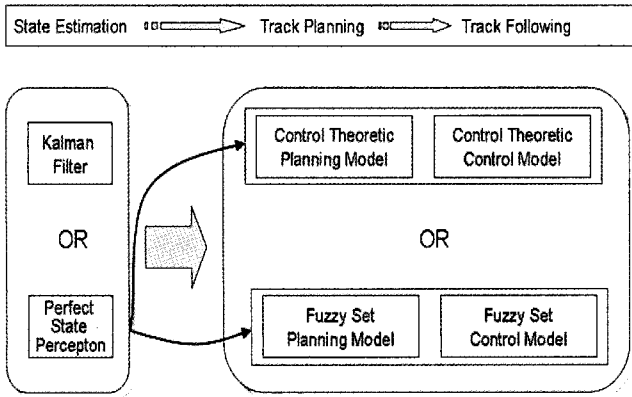 State Estimation Track Planning Track Following
Kalman
Filter
OR
Perfect
State
Percepton
Control Theoretic
Planning Model
Control Theoretic
Control Model
OR
Fuzzy Set
Planning Model
Fuzzy Set
Control Model